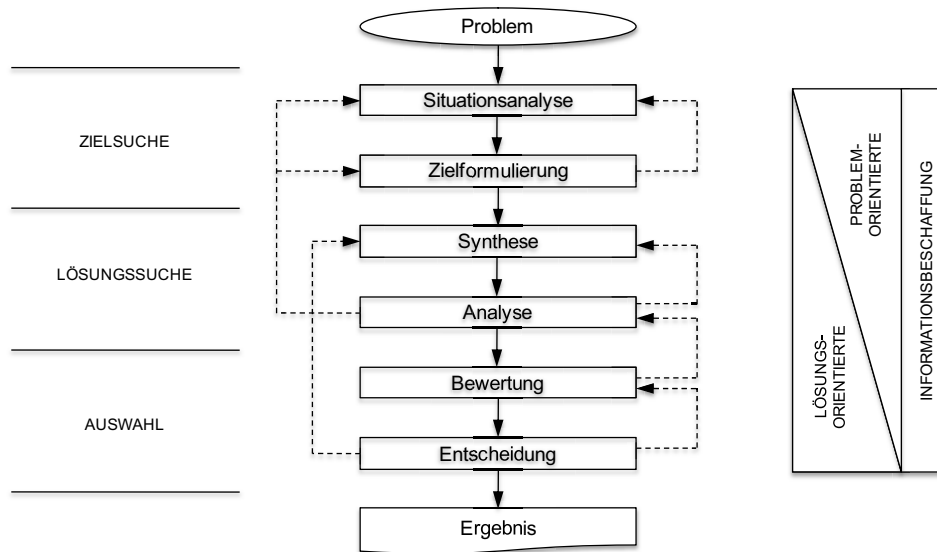 Problem
ZIELSUCHE
Situationsanalyse
Zielformulierung
LÖSUNGSSUCHE
Synthese
Analyse
AUSWAHL
Bewertung
Entscheidung
Ergebnis
PROBLEM-
ORIENTIERTE
LÖSUNGS-
ORIENTIERTE
INFORMATIONSBESCHAFFUNG